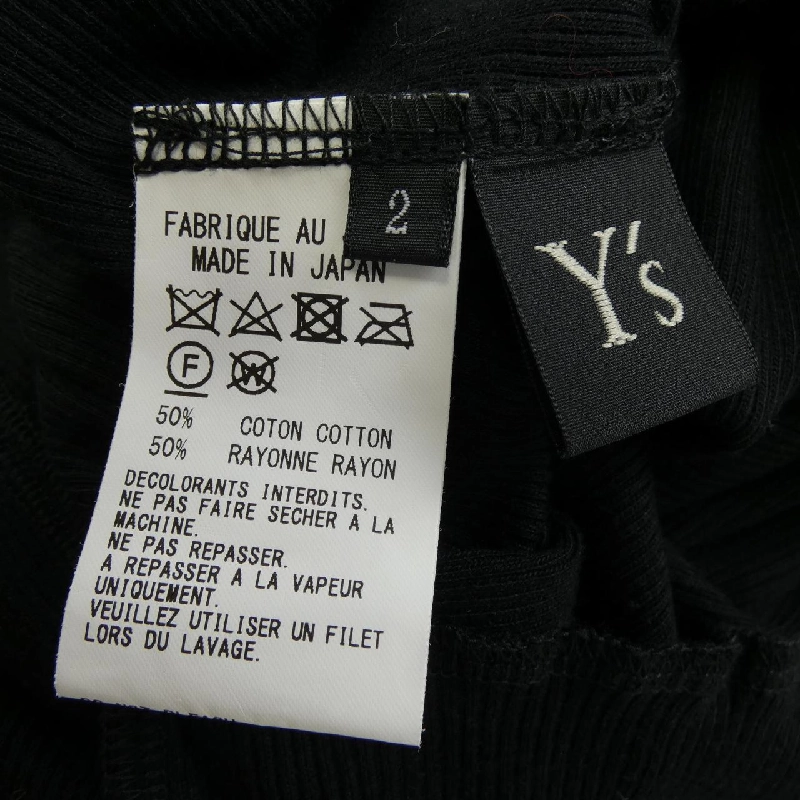 2
Y's
FABRIQUE AU
MADE IN JAPAN
F
W
50% COTON COTTON
50% RAYONNE RAYON
DECOLORANTS INTERDITS.
NE PAS FAIRE SECHER A LA
MACHINE.
NE PAS REPASSER.
A REPASSER A LA VAPEUR
UNIQUEMENT.
VEUILLEZ UTILISER UN FILET
LORS DU LAVAGE.